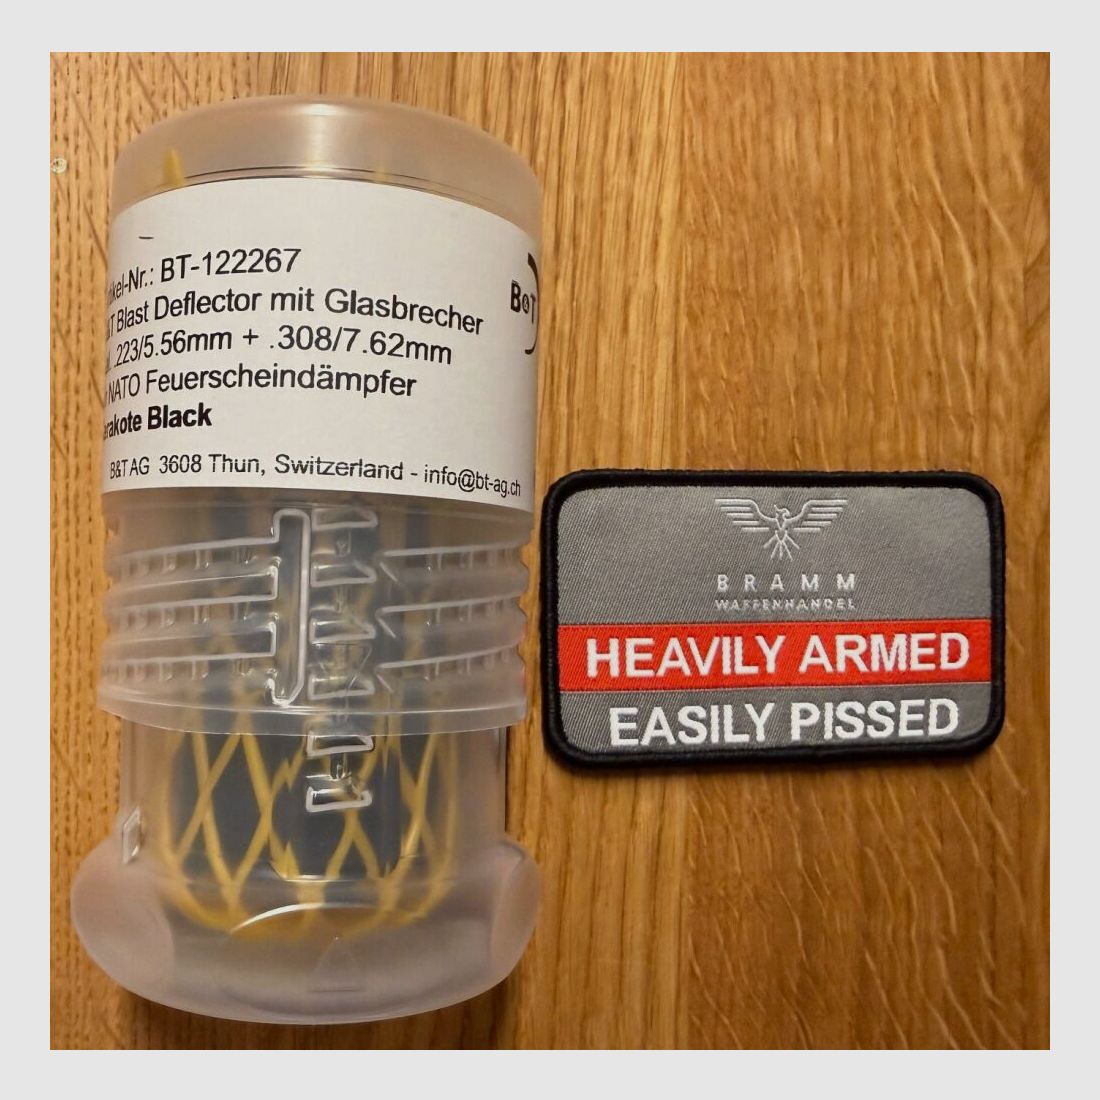 BT-122267
Blast Deflector mit Glasbrecher
.223/5.56mm + .308/7.62mm
NATO Feuerscheindämpfer
Black
B&T AG 3608 Thun, Switzerland - info@bt-ag.ch
B&T
BRAMM
WAFFENHANDEL
HEAVILY ARMED
EASILY PISSED